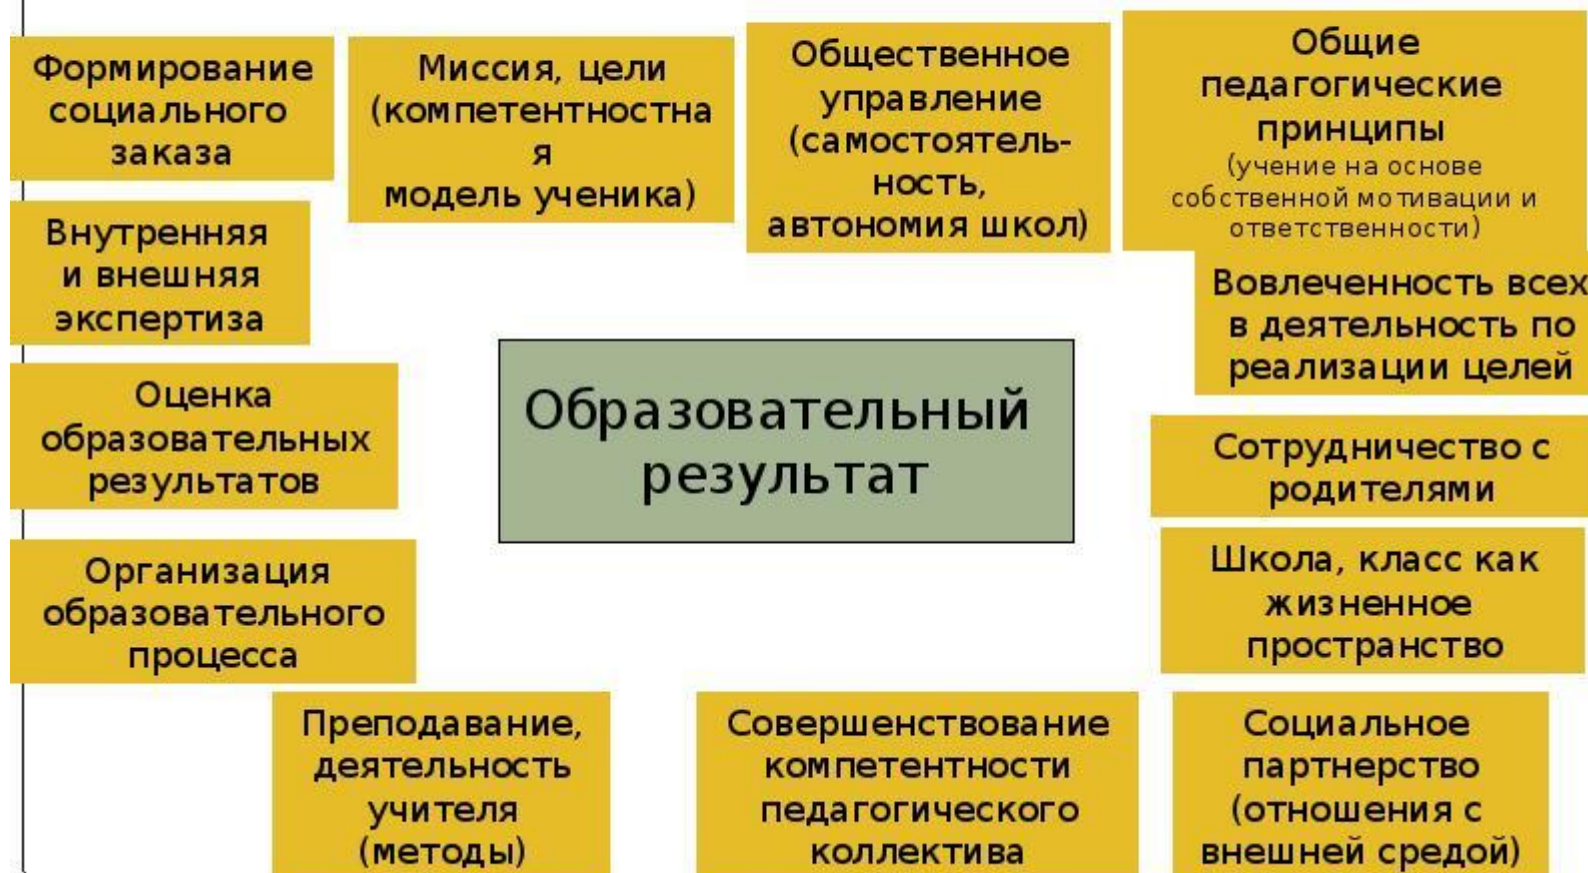 Формирование
социального
заказа
Миссия, цели
(компетентностна
я
модель ученика)
Общественное
управление
(самостоятель-
ность,
автономия школ)
Общие
педагогические
принципы
(учение на основе
собственной мотивации и
ответственности)
Внутренняя
и внешняя
экспертиза
Вовлеченность всех
в деятельность по
реализации целей
Оценка
образовательных
результатов
Образовательный
результат
Сотрудничество с
родителями
Организация
образовательного
процесса
Школа, класс как
жизненное
пространство
Преподавание,
деятельность
учителя
(методы)
Совершенствование
компетентности
педагогического
коллектива
Социальное
партнерство
(отношения с
внешней средой)